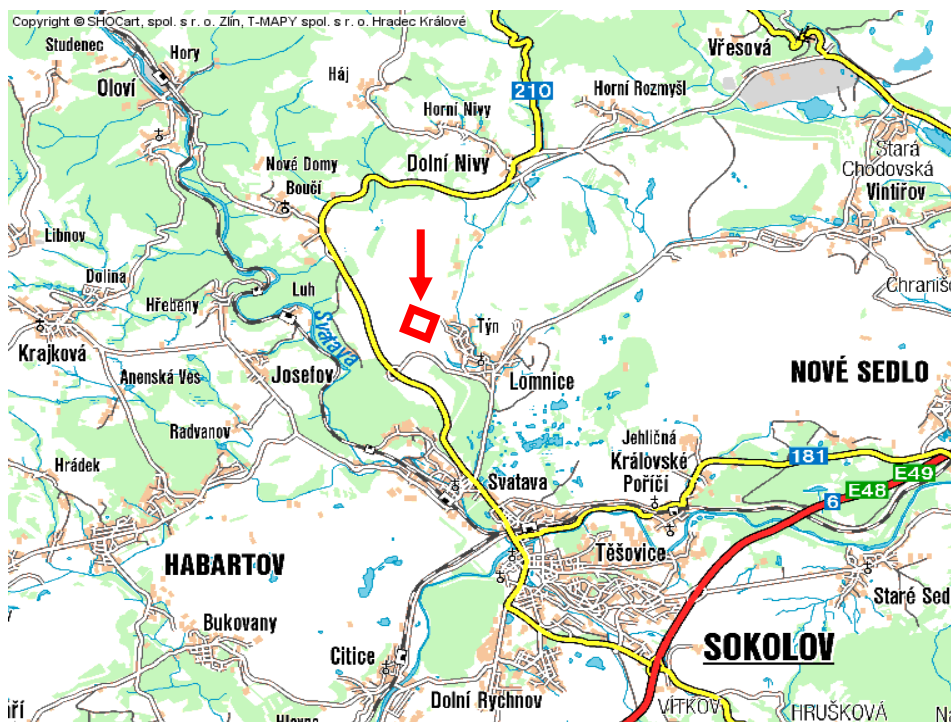 Copyright © SHOCart, spol. s r. o. Zlín, T-MAPY spol. s r. o. Hradec Králové
Studenec
Hory
Vřesová
Oloví
Háj
210
Horní Rozmyšl
Horní Nivy
Dolní Nivy
Stará
Chodovská
Nové Domy
Boučí
Vintířov
Libnov
Dolina
Luh
Chraniš
Hřebeny
Svatava
Týn
Krajková
Anenská Ves
Josefov
Lomnice
NOVÉ SEDLO
Radvanov
Jehličná
Hrádek
Královské
Poříčí
181
E49
E48
6
Svatava
HABARTOV
Těšovice
Staré Sed
Bukovany
SOKOLOV
Citice
Dolní Rychnov
VÍTKOV
HRUŠKOVÁ